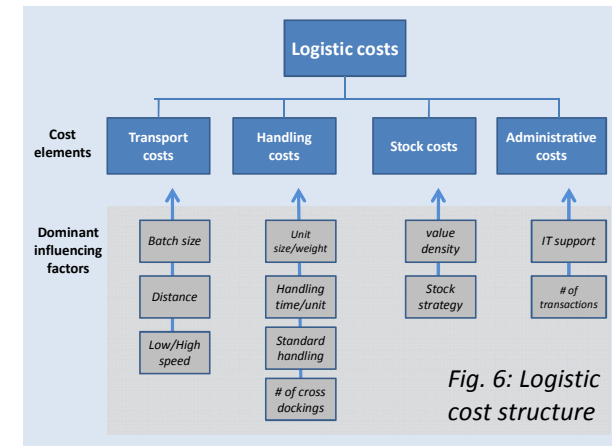 Logistic costs
Cost
elements
Transport
costs
Handling
costs
Stock costs
Administrative
costs
Dominant
influencing
factors
Batch size
Distance
Low/High
speed
Unit
size/weight
Handling
time/unit
Standard
handling
# of cross
dockings
value
density
Stock
strategy
IT support
# of
transactions
Fig. 6: Logistic
cost structure